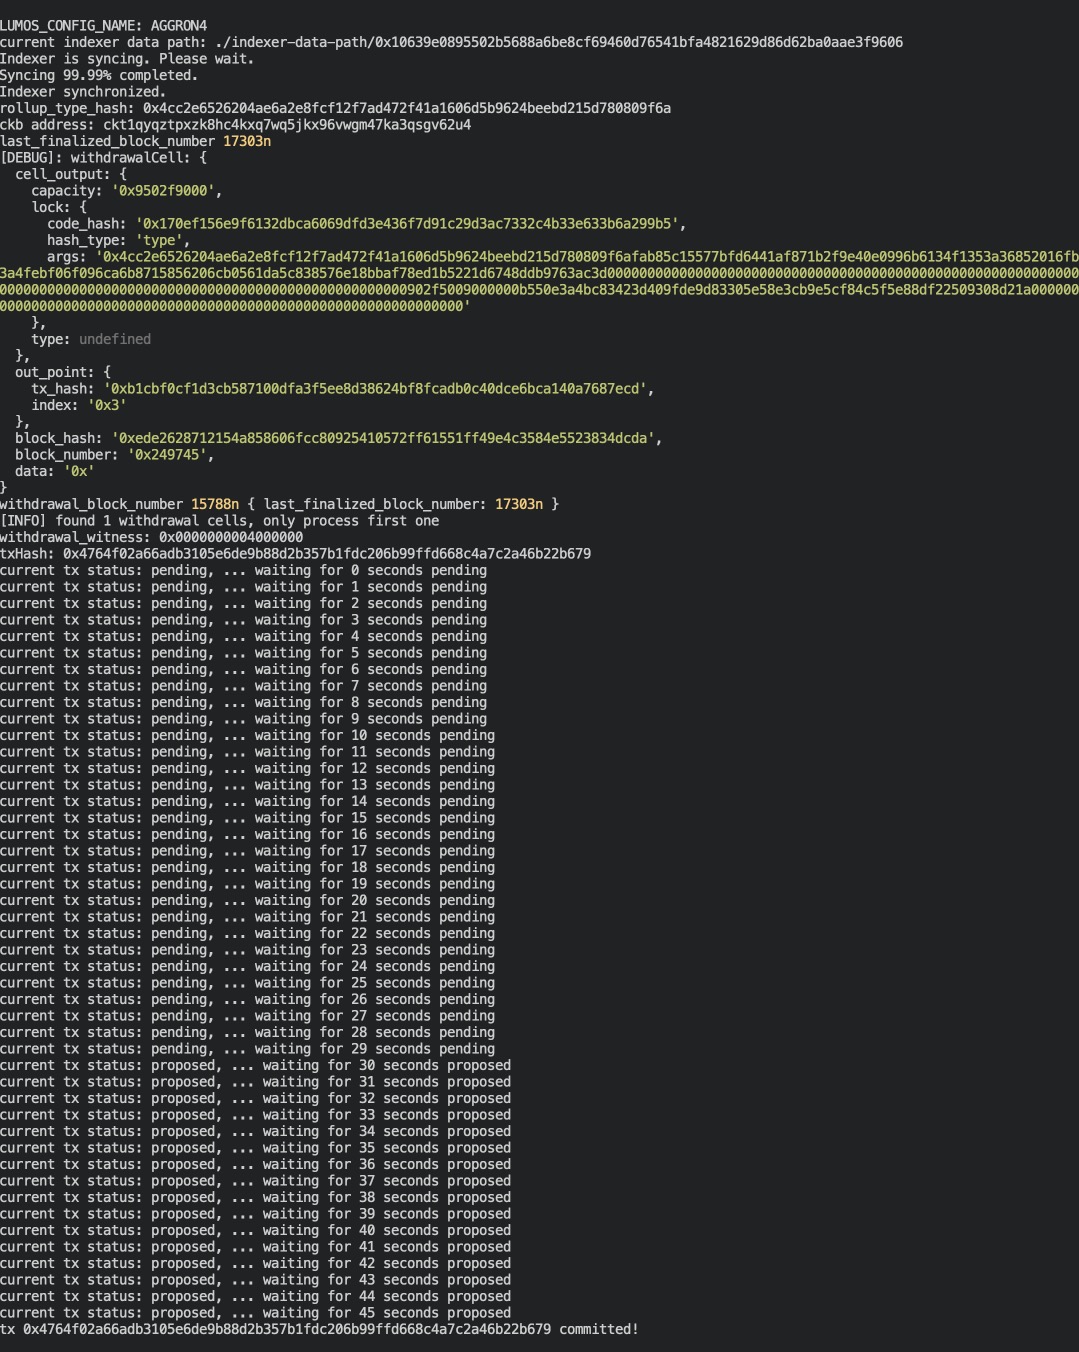 LUMOS_CONFIG_NAME: AGGRON4
current indexer data path: ./indexer-data-path/0x10639e0895502b5688a6be8cf69460d76541bfa4821629d86d62ba0aae3f9606
Indexer is syncing. Please wait.
Syncing 99.99% completed.
Indexer synchronized.
rollup_type_hash: 0x4cc2e6526204ae6a2e8fcf12f7ad472f41a1606d5b9624beebd215d780809f6a
ckb address: ckt1qyqztpxzk8hc4kxq7wq5jkx96vwgm47ka3qsgv62u4
last_finalized_block_number 17303n
[DEBUG]: withdrawalCell: {
cell_output: {
capacity: '0x9502f9000',
lock: {
code_hash: '0x170ef156e9f6132dbca6069dfd3e436f7d91c29d3ac7332c4b33e633b6a299b5',
hash_type: 'type',
args: '0x4cc2e6526204ae6a2e8fcf12f7ad472f41a1606d5b9624beebd215d780809f6afab85c15577bfd6441af871b2f9e40e0996b6134f1353a36852016fb
3a4febf06f096ca6b8715856206cb0561da5c838576e18bbaf78ed1b5221d6748ddb9763ac3d00000000000000000000000000000000000000000000000000000000000
000000000000000000000000000000000000000000000000000902f5009000000b550e3a4bc83423d409fde9d83305e58e3cb9e5cf84c5f5e88df22509308d21a000000
0000000000000000000000000000000000000000000000000000000000'
},
type: undefined
},
out_point: {
tx_hash: '0xb1cbf0cf1d3cb587100dfa3f5ee8d38624bf8fcadb0c40dce6bca140a7687ecd',
index: '0x3'
},
block_hash: '0xede2628712154a858606fcc80925410572ff61551ff49e4c3584e5523834dcda',
block_number: '0x249745',
data: '0x'
}
withdrawal_block_number 15788n { last_finalized_block_number: 17303n }
[INFO] found 1 withdrawal cells, only process first one
withdrawal_witness: 0x0000000004000000
txHash: 0x4764f02a66adb3105e6de9b88d2b357b1fdc206b99ffd668c4a7c2a46b22b679
current tx status: pending, ... waiting for 0 seconds pending
current tx status: pending, ... waiting for 1 seconds pending
current tx status: pending, ... waiting for 2 seconds pending
current tx status: pending, ... waiting for 3 seconds pending
current tx status: pending, ... waiting for 4 seconds pending
current tx status: pending, ... waiting for 5 seconds pending
current tx status: pending, ... waiting for 6 seconds pending
current tx status: pending, ... waiting for 7 seconds pending
current tx status: pending, ... waiting for 8 seconds pending
current tx status: pending, ... waiting for 9 seconds pending
current tx status: pending, ... waiting for 10 seconds pending
current tx status: pending, ... waiting for 11 seconds pending
current tx status: pending, ... waiting for 12 seconds pending
current tx status: pending, ... waiting for 13 seconds pending
current tx status: pending, ... waiting for 14 seconds pending
current tx status: pending, ... waiting for 15 seconds pending
current tx status: pending, ... waiting for 16 seconds pending
current tx status: pending, ... waiting for 17 seconds pending
current tx status: pending, ... waiting for 18 seconds pending
current tx status: pending, ... waiting for 19 seconds pending
current tx status: pending, ... waiting for 20 seconds pending
current tx status: pending, ... waiting for 21 seconds pending
current tx status: pending, ... waiting for 22 seconds pending
current tx status: pending, ... waiting for 23 seconds pending
current tx status: pending, ... waiting for 24 seconds pending
current tx status: pending, ... waiting for 25 seconds pending
current tx status: pending, ... waiting for 26 seconds pending
current tx status: pending, ... waiting for 27 seconds pending
current tx status: pending, ... waiting for 28 seconds pending
current tx status: pending, ... waiting for 29 seconds pending
current tx status: proposed, ... waiting for 30 seconds proposed
current tx status: proposed, ... waiting for 31 seconds proposed
current tx status: proposed, ... waiting for 32 seconds proposed
current tx status: proposed, ... waiting for 33 seconds proposed
current tx status: proposed, ... waiting for 34 seconds proposed
current tx status: proposed, ... waiting for 35 seconds proposed
current tx status: proposed, ... waiting for 36 seconds proposed
current tx status: proposed, ... waiting for 37 seconds proposed
current tx status: proposed, ... waiting for 38 seconds proposed
current tx status: proposed, ... waiting for 39 seconds proposed
current tx status: proposed, ... waiting for 40 seconds proposed
current tx status: proposed, ... waiting for 41 seconds proposed
current tx status: proposed, ... waiting for 42 seconds proposed
current tx status: proposed, ... waiting for 43 seconds proposed
current tx status: proposed, ... waiting for 44 seconds proposed
current tx status: proposed, ... waiting for 45 seconds proposed
tx 0x4764f02a66adb3105e6de9b88d2b357b1fdc206b99ffd668c4a7c2a46b22b679 committed!